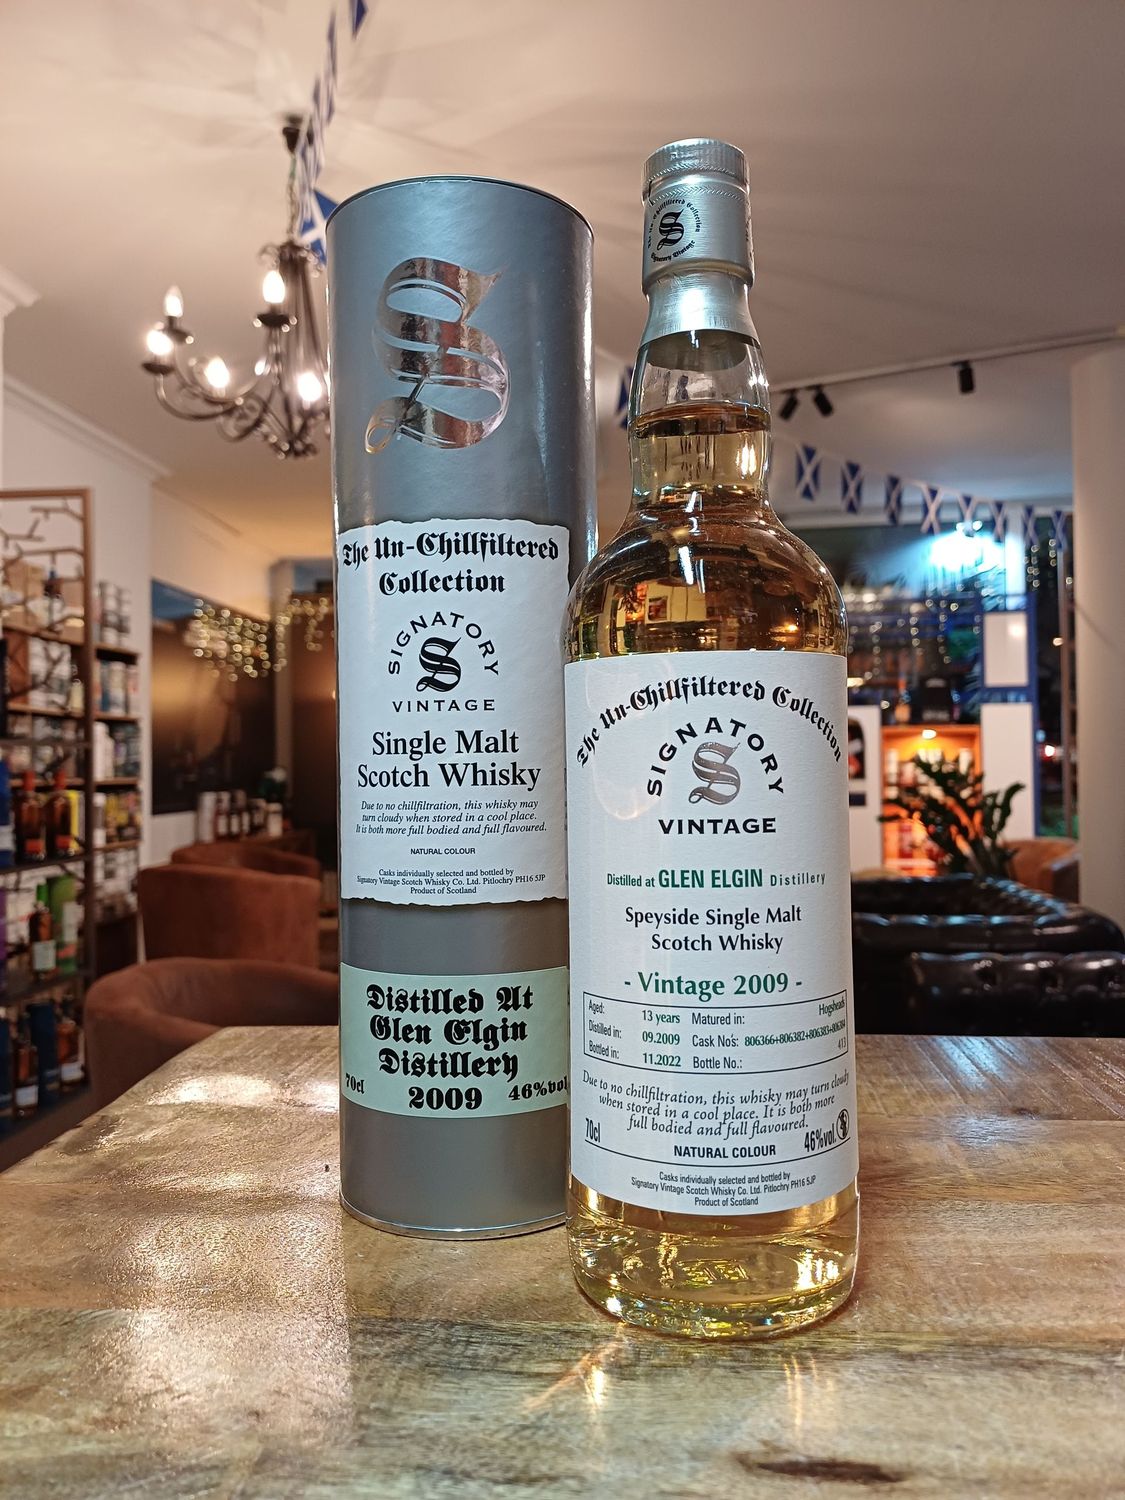 The Un-Chillfiltered
Collection
SIGNATORY
S
VINTAGE
Single Malt
Scotch Whisky
Due to no chillfiltration, this whisky may
turn cloudy when stored in a cool place.
It is both more full bodied and full flavoured.
NATURAL COLOUR
Casks individually selected and bottled by
Signatory Vintage Scotch Whisky Co. Ltd. Pitlochry PH16 5JP
Product of Scotland
Distilled At
Glen Elgin
Distillery
70cl 2009 46%vol
The Un-Chillfiltered Collection
S
Signatory Vintage
The Un-Chillfiltered Collection
SIGNATORY
S
VINTAGE
Distilled at GLEN ELGIN Distillery
Speyside Single Malt
Scotch Whisky
- Vintage 2009 -
Aged: 13 years Matured in: Hogsheads
Distilled in: 09.2009 Cask No's: 806366+806382+806383+806384
Bottled in: 11.2022 Bottle No.: 413
Due to no chillfiltration, this whisky may turn cloudy
when stored in a cool place. It is both more
full bodied and full flavoured.
70cl NATURAL COLOUR 46%vol.
Casks individually selected and bottled by
Signatory Vintage Scotch Whisky Co. Ltd. Pitlochry PH16 5JP
Product of Scotland